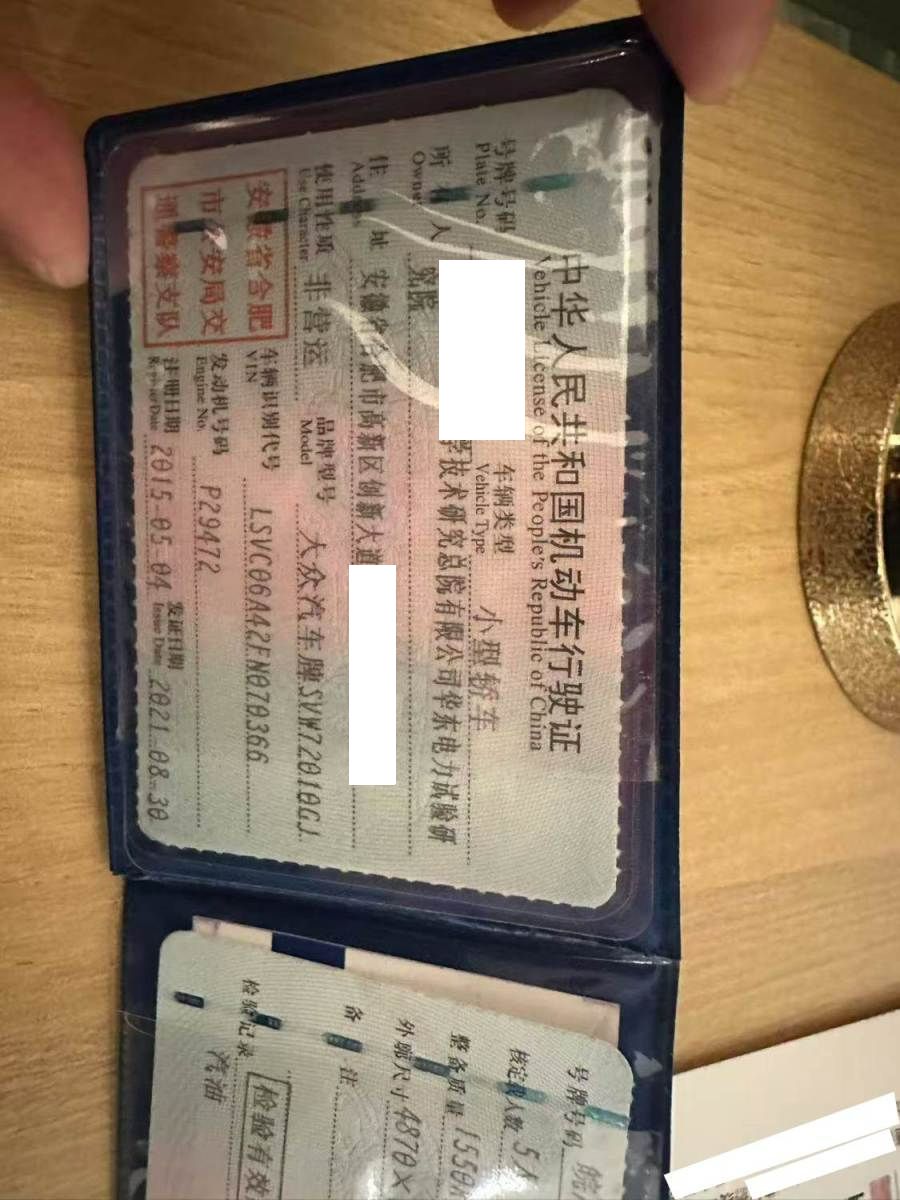 中华人民共和国机动车行驶证
Vehicle License of the People's Republic of China
号牌号码
Plate No.
车辆类型
Vehicle Type
小型轿车
所 人
Owner
学技术研究总院有限公司华东电力试验研
究院
住 址
Address
安徽省合肥市高新区创新大道
使用性质
Use Character
非营运
品牌型号
Model
大众汽车牌SVW72010GJ
安徽省合肥
市公安局交
通警察支队
车辆识别代号
VIN
LSVC06A42FN070366
发动机号码
Engine No.
P29472
注册日期
Register Date
2015-05-04
发证日期
Issue Date
2021-08-30
号牌号码
皖
核定载人数 5人
整备质量 1550
外廓尺寸 4870×
备 注
检验记录
汽油
检验有效